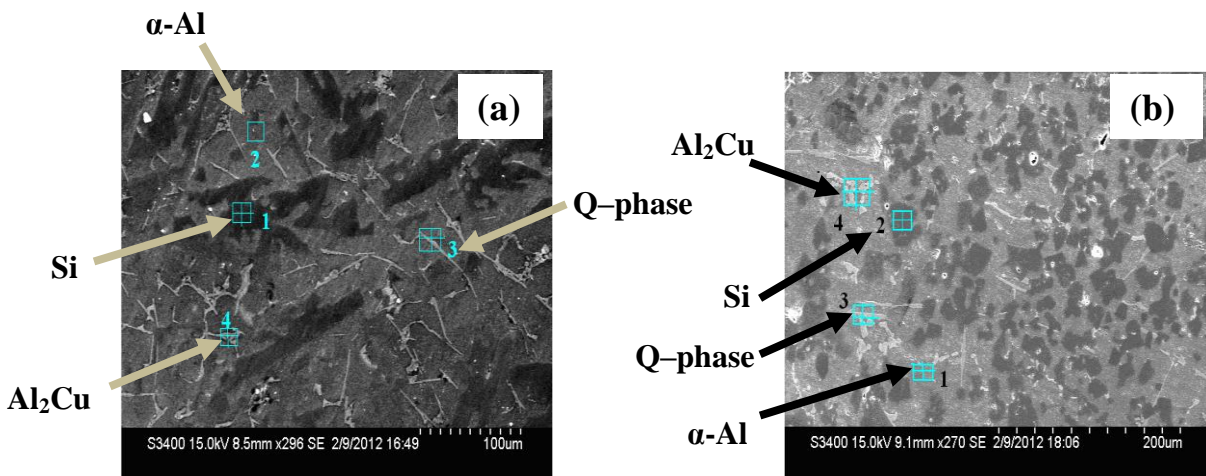 α-Al
(a)
2
1
Q–phase
3
Si
4
Al₂Cu
S3400 15.0kV 8.5mm x296 SE 2/9/2012 16:49
100um
(b)
Al₂Cu
4
2
Si
3
Q–phase
1
α-Al
S3400 15.0kV 9.1mm x270 SE 2/9/2012 18:06
200um